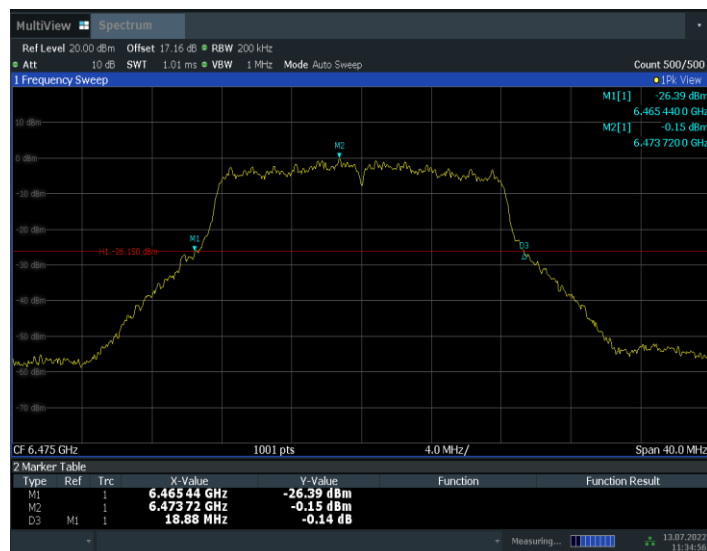 MultiView Spectrum
Ref Level 20.00 dBm Offset 17.16 dB RBW 200 kHz
Att 10 dB SWT 1.01 ms VBW 1 MHz Mode Auto Sweep Count 500/500
1 Frequency Sweep 1Pk View
M1[1] -26.39 dBm
6.465 440 0 GHz
10 dBm
M2[1] -0.15 dBm
6.473 720 0 GHz
M2
0 dBm
-10 dBm
-20 dBm
M1
D3
H1 -26.150 dBm
-30 dBm
-40 dBm
-50 dBm
-60 dBm
-70 dBm
CF 6.475 GHz 1001 pts 4.0 MHz/ Span 40.0 MHz
2 Marker Table
Type Ref Trc X-Value Y-Value Function Function Result
M1 1 6.465 44 GHz -26.39 dBm
M2 1 6.473 72 GHz -0.15 dBm
D3 M1 1 18.88 MHz -0.14 dB
Measuring... 13.07.2022
11:34:56